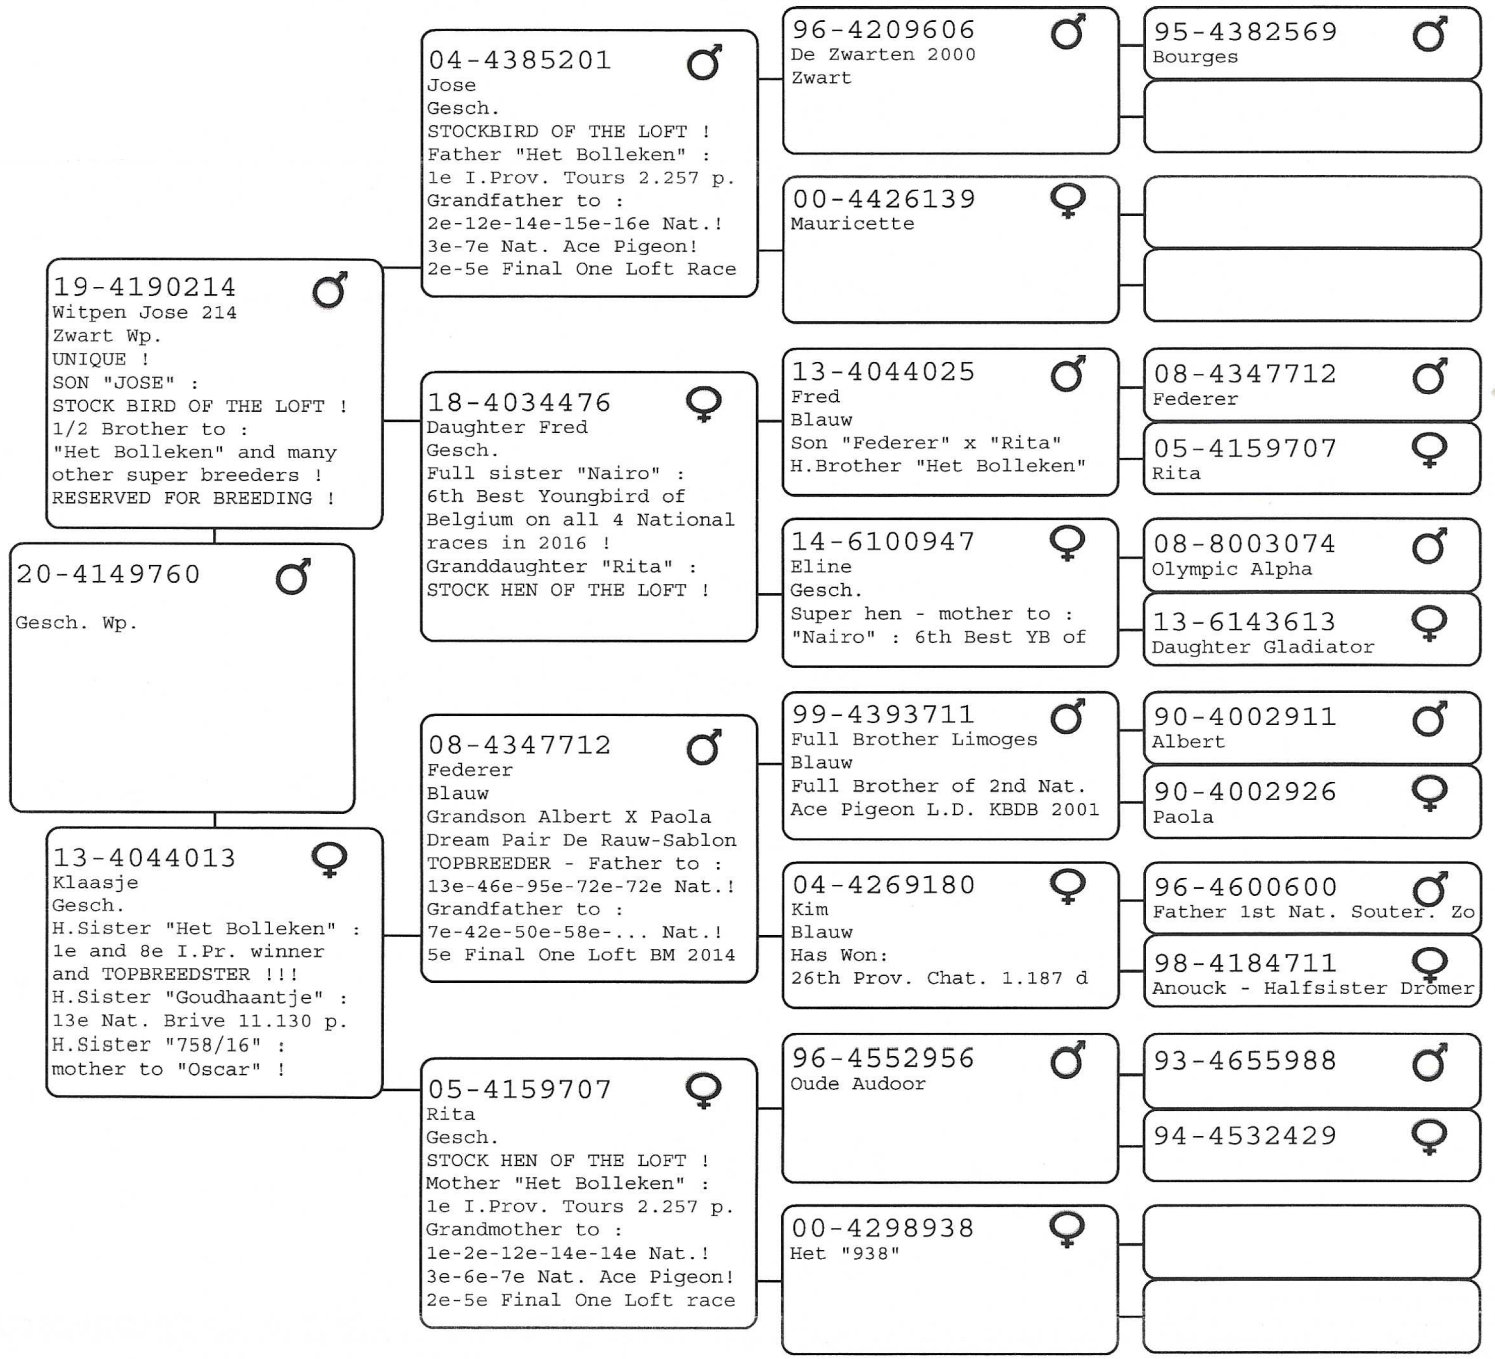 19-4190214
Witpen Jose 214
Zwart Wp.
UNIQUE !
SON "JOSE" :
STOCK BIRD OF THE LOFT !
1/2 Brother to :
"Het Bolleken" and many
other super breeders !
RESERVED FOR BREEDING !
20-4149760
Gesch. Wp.
13-4044013
Klaasje
Gesch.
H.Sister "Het Bolleken" :
1e and 8e I.Pr. winner
and TOPBREEDSTER !!!
H.Sister "Goudhaantje" :
13e Nat. Brive 11.130 p.
H.Sister "758/16" :
mother to "Oscar" !
04-4385201
Jose
Gesch.
STOCKBIRD OF THE LOFT !
Father "Het Bolleken" :
1e I.Prov. Tours 2.257 p.
Grandfather to :
2e-12e-14e-15e-16e Nat.!
3e-7e Nat. Ace Pigeon!
2e-5e Final One Loft Race
18-4034476
Daughter Fred
Gesch.
Full sister "Nairo" :
6th Best Youngbird of
Belgium on all 4 National
races in 2016 !
Granddaughter "Rita" :
STOCK HEN OF THE LOFT !
08-4347712
Federer
Blauw
Grandson Albert X Paola
Dream Pair De Rauw-Sablon
TOPBREEDER - Father to :
13e-46e-95e-72e-72e Nat.!
Grandfather to :
7e-42e-50e-58e-... Nat.!
5e Final One Loft BM 2014
05-4159707
Rita
Gesch.
STOCK HEN OF THE LOFT !
Mother "Het Bolleken" :
1e I.Prov. Tours 2.257 p.
Grandmother to :
1e-2e-12e-14e-14e Nat.!
3e-6e-7e Nat. Ace Pigeon!
2e-5e Final One Loft race
96-4209606
De Zwarten 2000
Zwart
00-4426139
Mauricette
13-4044025
Fred
Blauw
Son "Federer" x "Rita"
H.Brother "Het Bolleken"
14-6100947
Eline
Gesch.
Super hen - mother to :
"Nairo" : 6th Best YB of
99-4393711
Full Brother Limoges
Blauw
Full Brother of 2nd Nat.
Ace Pigeon L.D. KBDB 2001
04-4269180
Kim
Blauw
Has Won:
26th Prov. Chat. 1.187 d
96-4552956
Oude Audoor
00-4298938
Het "938"
95-4382569
Bourges
08-4347712
Federer
05-4159707
Rita
08-8003074
Olympic Alpha
13-6143613
Daughter Gladiator
90-4002911
Albert
90-4002926
Paola
96-4600600
Father 1st Nat. Souter. Zo
98-4184711
Anouck - Halfsister Dromer
93-4655988
94-4532429